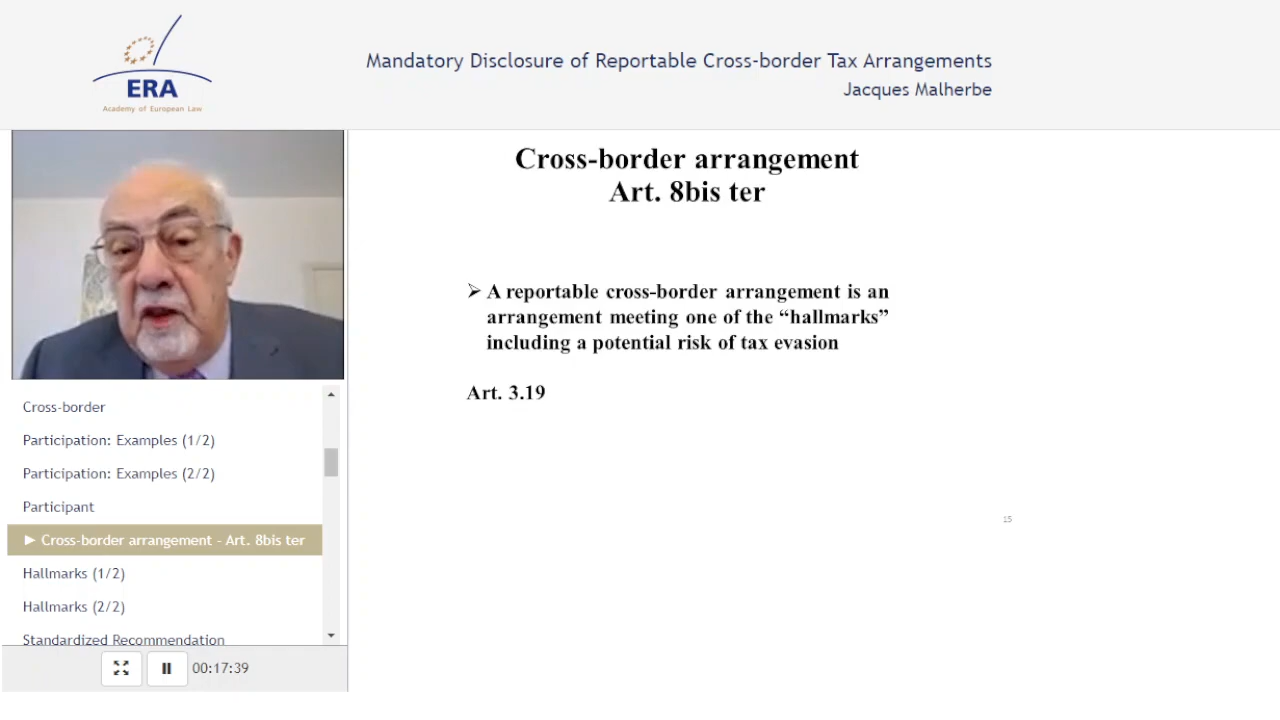 ERA
Academy of European Law
Mandatory Disclosure of Reportable Cross-border Tax Arrangements
Jacques Malherbe
Cross-border arrangement
Art. 8bis ter
➢ A reportable cross-border arrangement is an
arrangement meeting one of the “hallmarks”
including a potential risk of tax evasion
Art. 3.19
15
Cross-border
Participation: Examples (1/2)
Participation: Examples (2/2)
Participant
► Cross-border arrangement - Art. 8bis ter
Hallmarks (1/2)
Hallmarks (2/2)
Standardized Recommendation
00:17:39